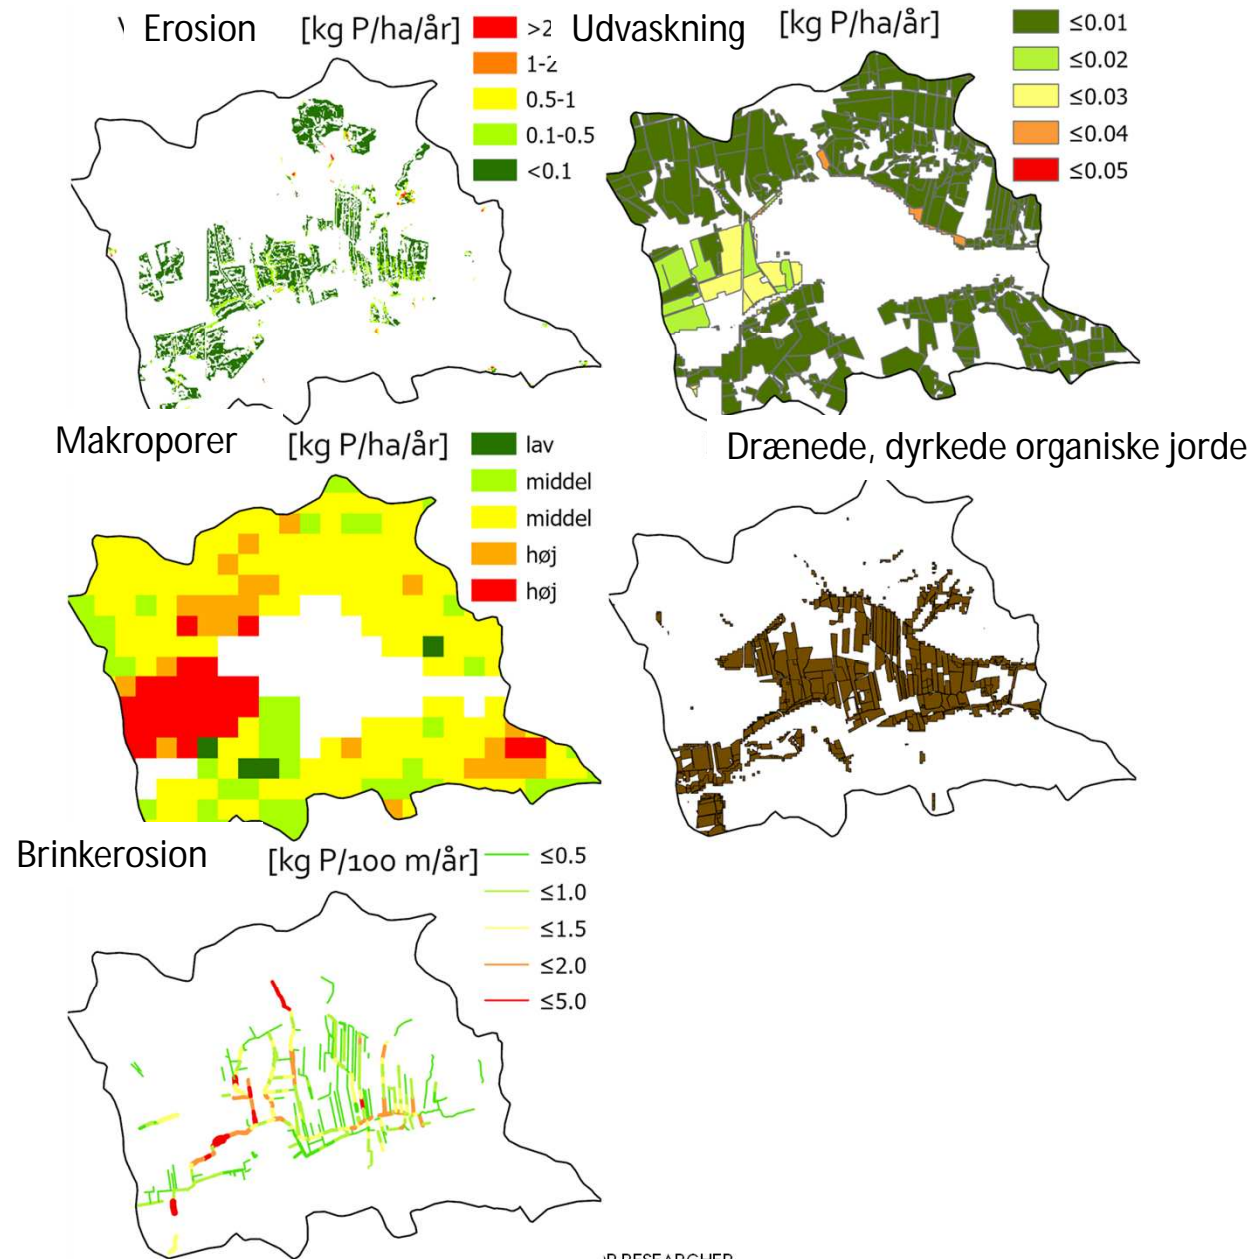 Erosion [kg P/ha/år]
>2
1-2
0.5-1
0.1-0.5
<0.1
Udvaskning [kg P/ha/år]
≤0.01
≤0.02
≤0.03
≤0.04
≤0.05
Makroporer [kg P/ha/år]
lav
middel
middel
høj
høj
Drænede, dyrkede organiske jorde
Brinkerosion [kg P/100 m/år]
≤0.5
≤1.0
≤1.5
≤2.0
≤5.0
RESEARCHER